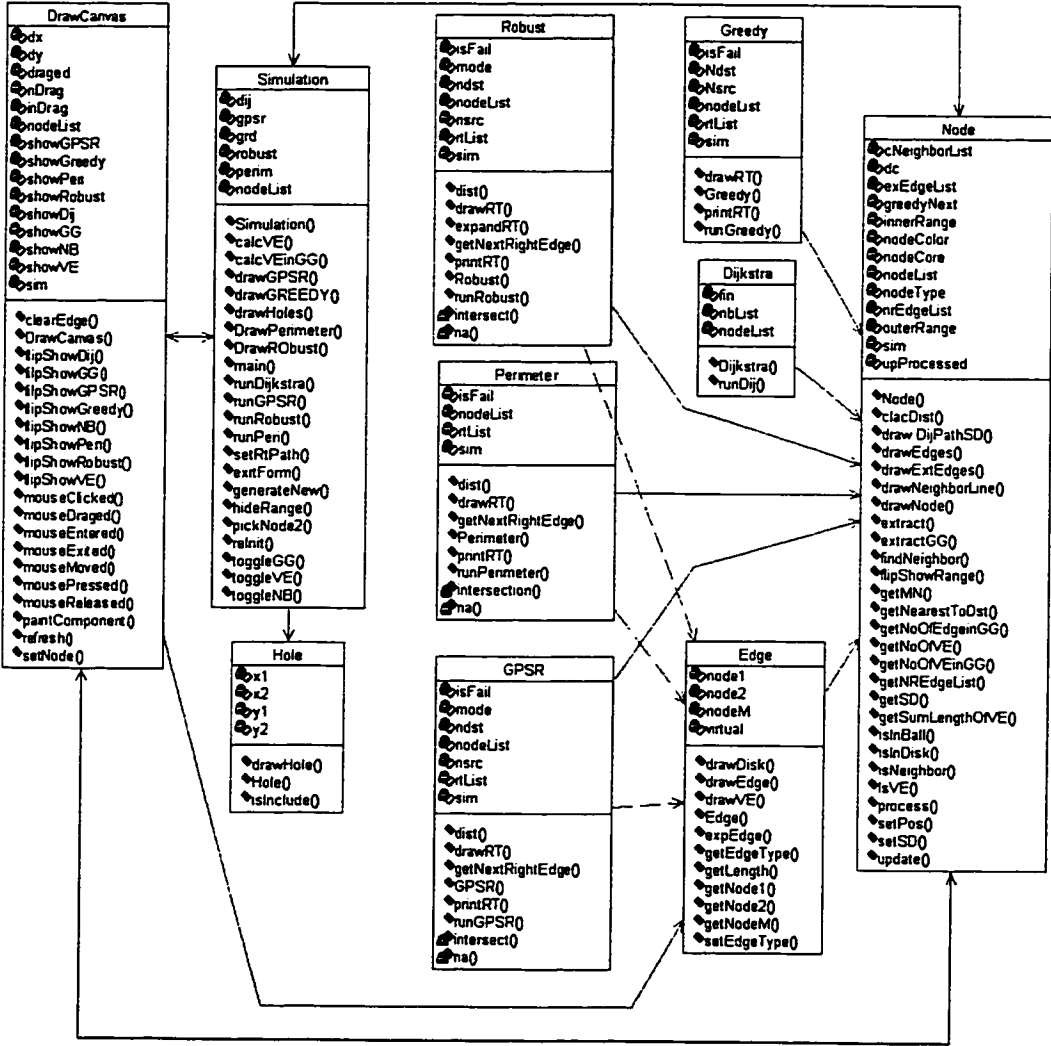 DrawCanvas
dx
dy
draged
nDrag
inDrag
nodeList
showGPSR
showGreedy
showPeri
showRobust
showDij
showGG
showNB
showVE
sim
clearEdge()
DrawCanvas()
flipShowDij()
flipShowGG()
flipShowGPSR()
flipShowGreedy()
flipShowNB()
flipShowPeri()
flipShowRobust()
flipShowVE()
mouseClicked()
mouseDraged()
mouseEntered()
mouseExited()
mouseMoved()
mousePressed()
mouseReleased()
paintComponent()
refresh()
setNode()
Simulation
dij
gpsr
grd
robust
perim
nodeList
Simulation()
calcVE()
calcVEinGG()
drawGPSR()
drawGREEDY()
drawHoles()
DrawPerimeter()
DrawRObust()
main()
runDijkstra()
runGPSR()
runRobust()
runPeri()
setRtPath()
exitForm()
generateNew()
hideRange()
pickNode2()
reInit()
toggleGG()
toggleVE()
toggleNB()
Hole
x1
x2
y1
y2
drawHole()
Hole()
isInclude()
Robust
isFail
mode
ndst
nodeList
nsrc
rtList
sim
dist()
drawRT()
expandRT()
getNextRightEdge()
printRT()
Robust()
runRobust()
intersect()
na()
Perimeter
isFail
nodeList
rtList
sim
dist()
drawRT()
getNextRightEdge()
Perimeter()
printRT()
runPerimeter()
intersection()
na()
GPSR
isFail
mode
ndst
nodeList
nsrc
rtList
sim
dist()
drawRT()
getNextRightEdge()
GPSR()
printRT()
runGPSR()
intersect()
na()
Greedy
isFail
Ndst
Nsrc
nodeList
rtList
sim
drawRT()
Greedy()
printRT()
runGreedy()
Dijkstra
fin
nbList
nodeList
Dijkstra()
runDij()
Edge
node1
node2
nodeM
virtual
drawDisk()
drawEdge()
drawVE()
Edge()
expEdge()
getEdgeType()
getLength()
getNode1()
getNode2()
getNodeM()
setEdgeType()
Node
cNeighborList
dc
exEdgeList
greedyNext
innerRange
nodeColor
nodeCore
nodeList
nodeType
nrEdgeList
outerRange
sim
upProcessed
Node()
clacDist()
draw DijPathSD()
drawEdges()
drawExtEdges()
drawNeighborLine()
drawNode()
extract()
extractGG()
findNeighbor()
flipShowRange()
getMN()
getNearestToDst()
getNoOfEdgeinGG()
getNoOfVE()
getNoOfVEinGG()
getNREdgeList()
getSD()
getSumLengthOfVE()
isInBall()
isInDisk()
isNeighbor()
isVE()
process()
setPos()
setSD()
update()